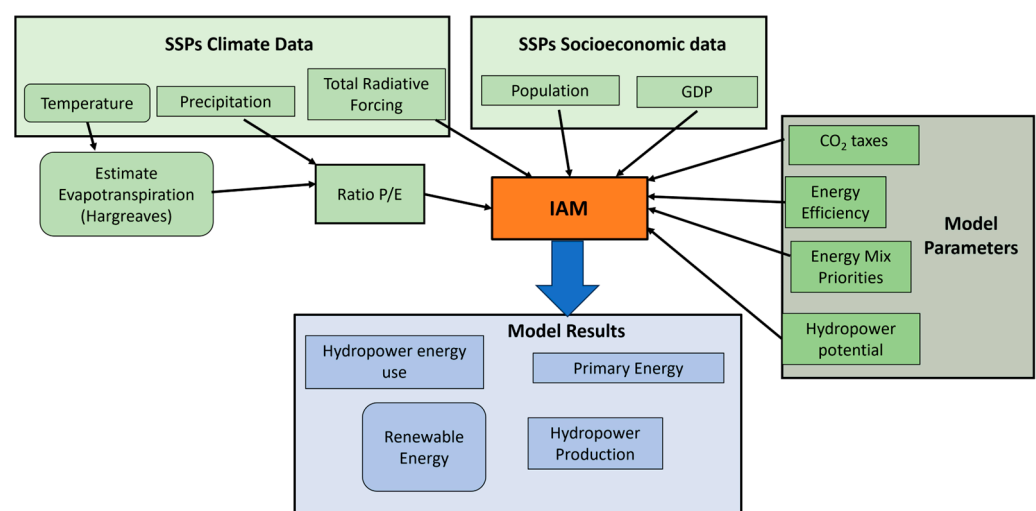 SSPs Climate Data
Temperature
Precipitation
Total Radiative
Forcing
SSPs Socioeconomic data
Population
GDP
Estimate
Evapotranspiration
(Hargreaves)
Ratio P/E
IAM
CO₂ taxes
Energy
Efficiency
Energy Mix
Priorities
Hydropower
potential
Model
Parameters
Model Results
Hydropower energy
use
Primary Energy
Renewable
Energy
Hydropower
Production